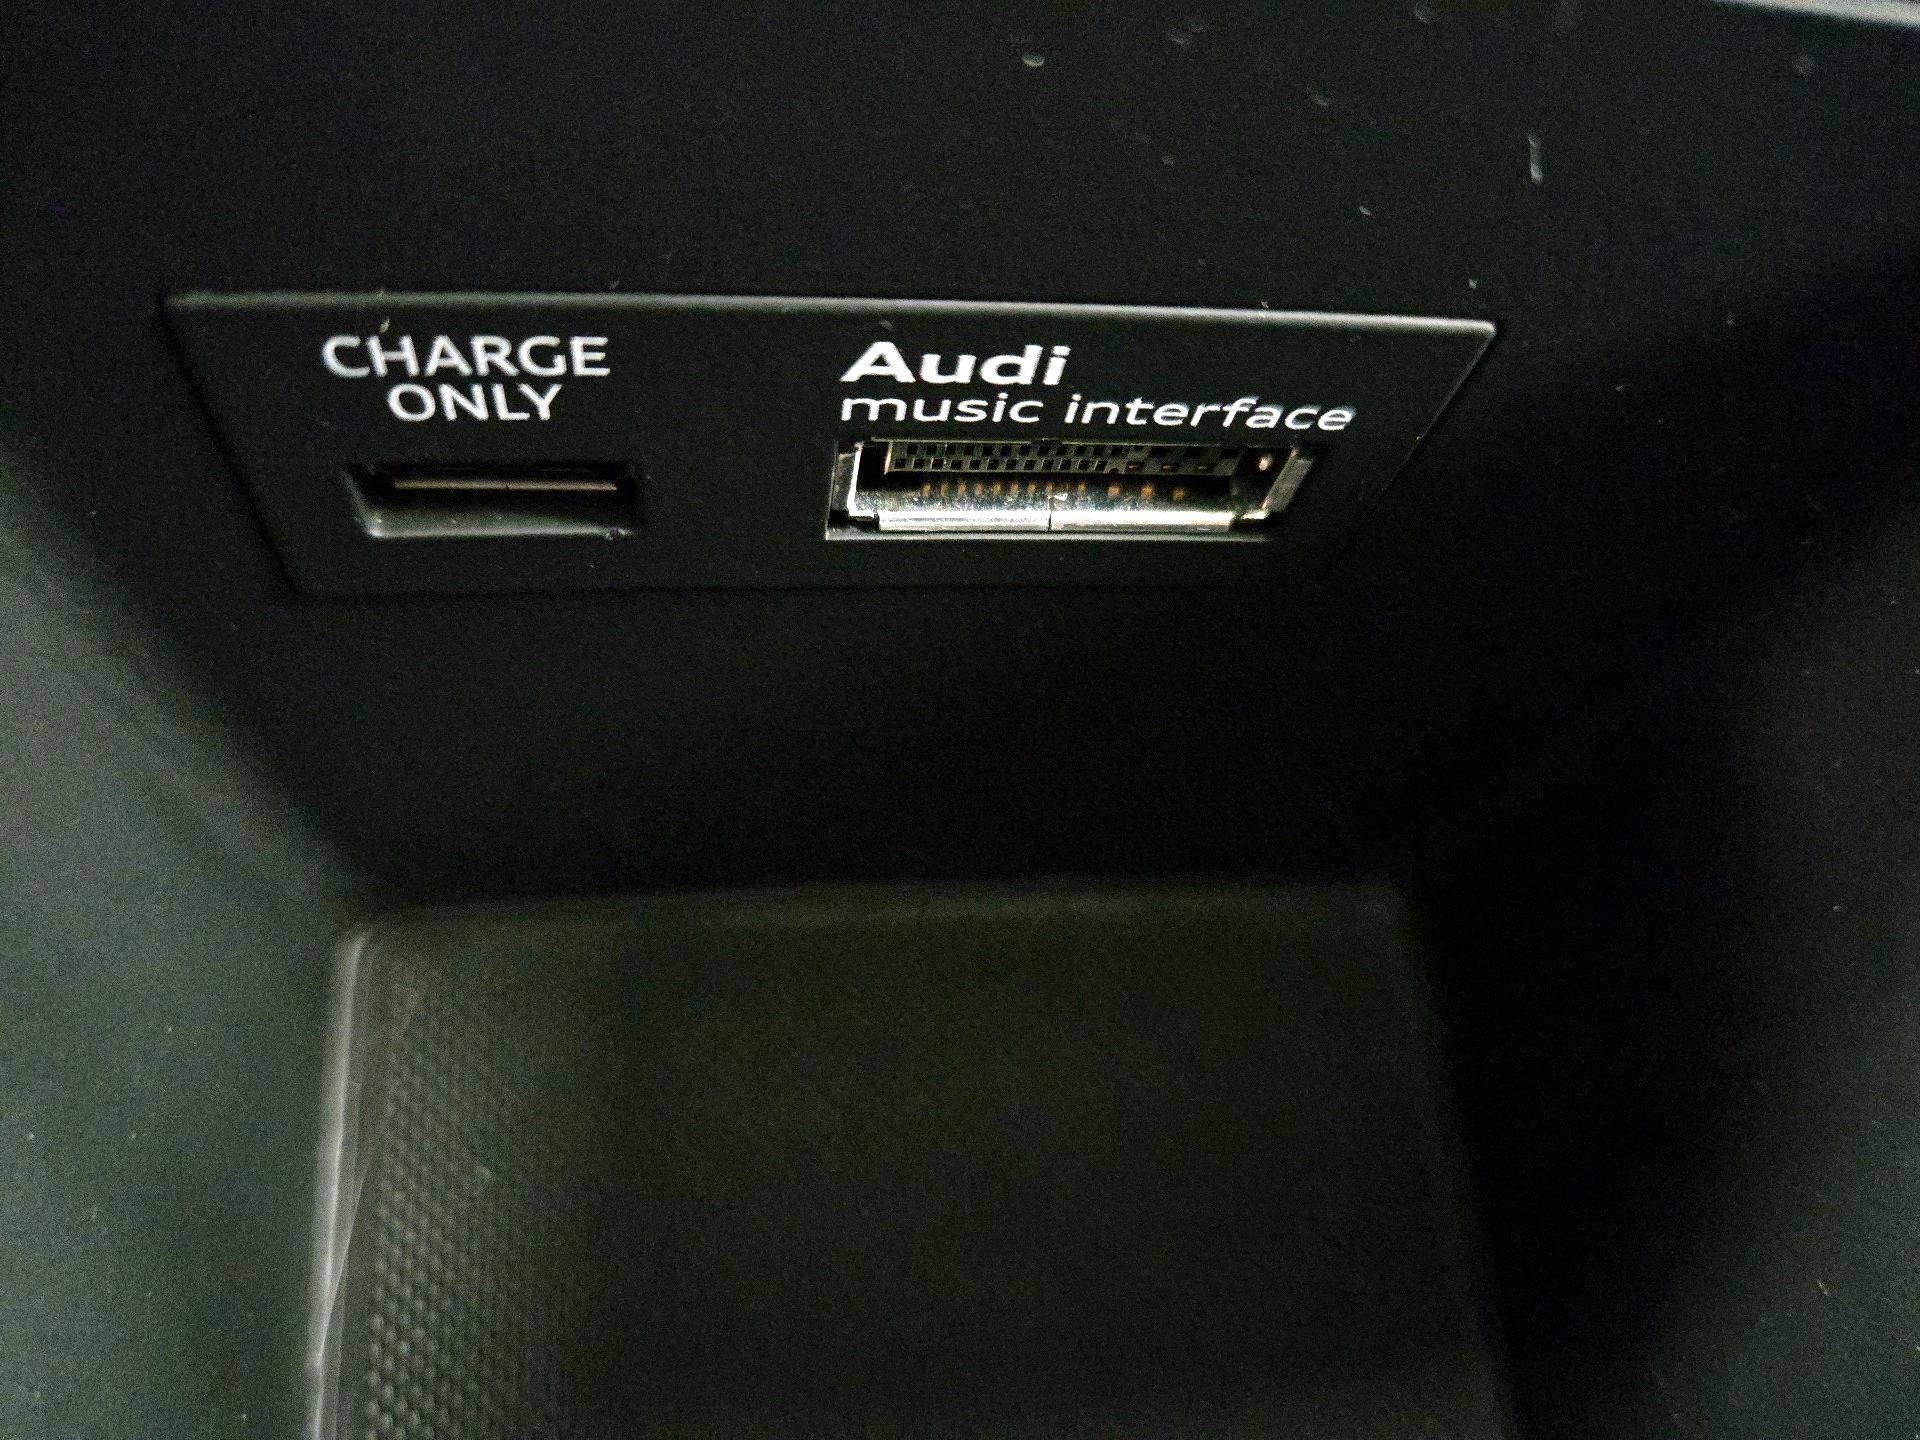 CHARGE
ONLY
Audi
music interface